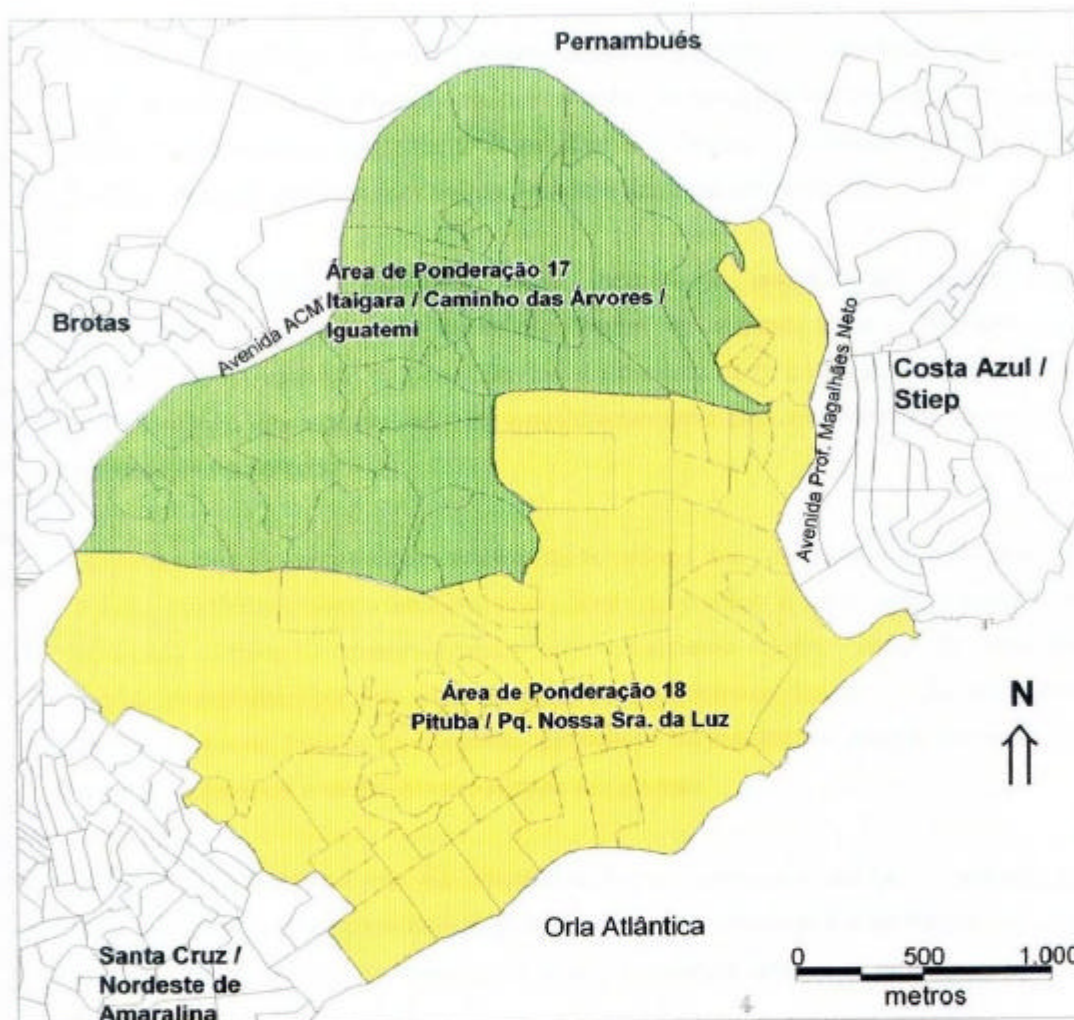 Pernambués
Área de Ponderação 17
Itaigara / Caminho das Árvores /
Iguatemi
Brotas
Avenida ACM
Avenida Prof. Magalhães Neto
Costa Azul /
Stiep
Área de Ponderação 18
Pituba / Pq. Nossa Sra. da Luz
N
Orla Atlântica
Santa Cruz /
Nordeste de
Amaralina
0 500 1.000
metros
4